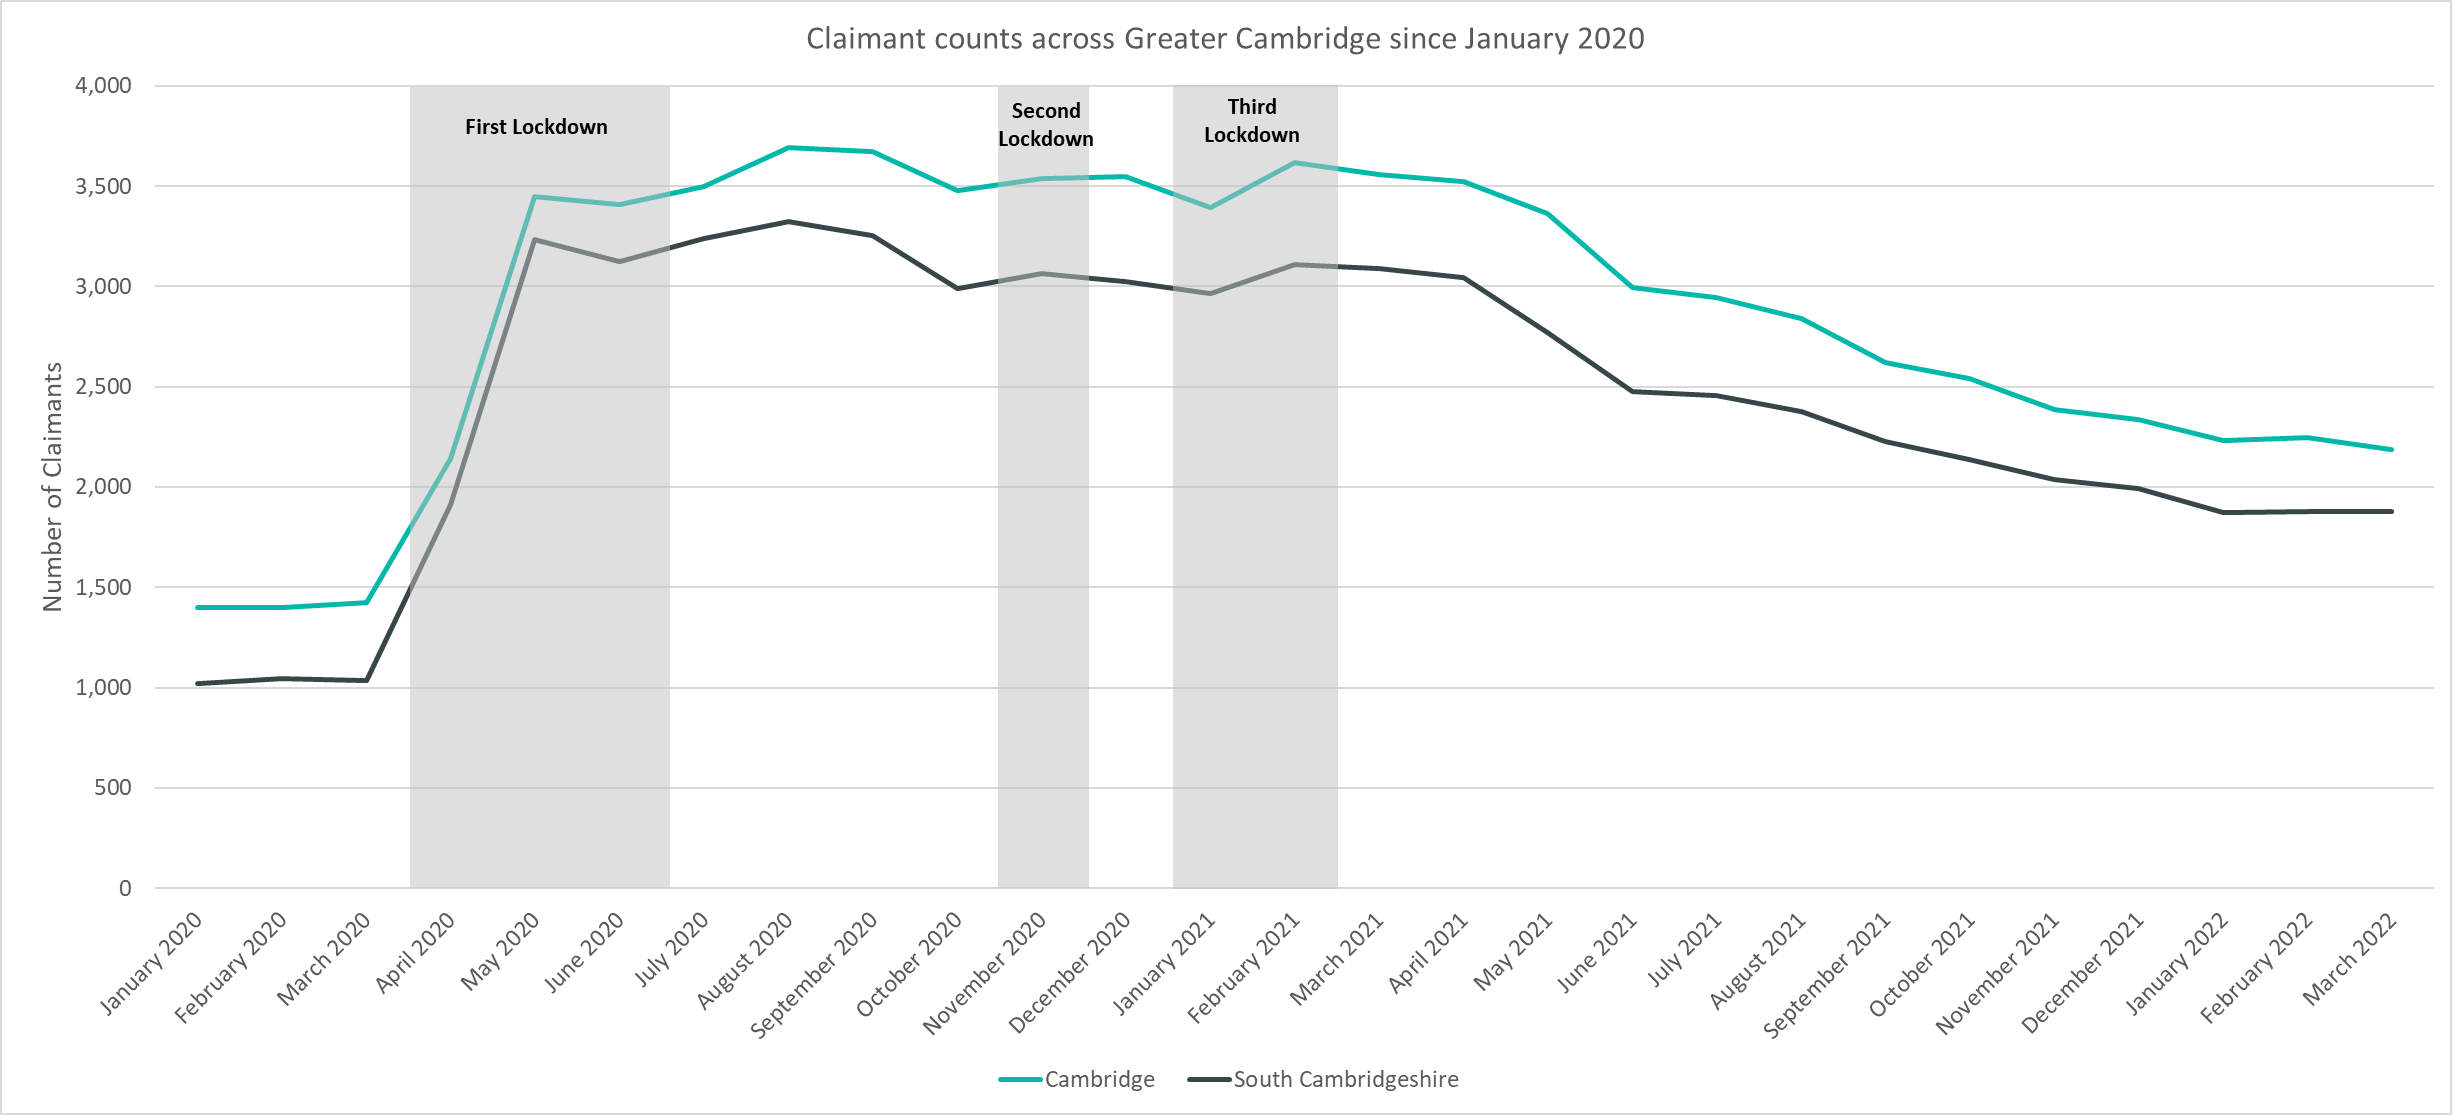 Claimant counts across Greater Cambridge since January 2020
4,000
3,500
3,000
2,500
2,000
1,500
1,000
500
0
Number of Claimants
First Lockdown
Second
Lockdown
Third
Lockdown
January 2020
February 2020
March 2020
April 2020
May 2020
June 2020
July 2020
August 2020
September 2020
October 2020
November 2020
December 2020
January 2021
February 2021
March 2021
April 2021
May 2021
June 2021
July 2021
August 2021
September 2021
October 2021
November 2021
December 2021
January 2022
February 2022
March 2022
Cambridge
South Cambridgeshire